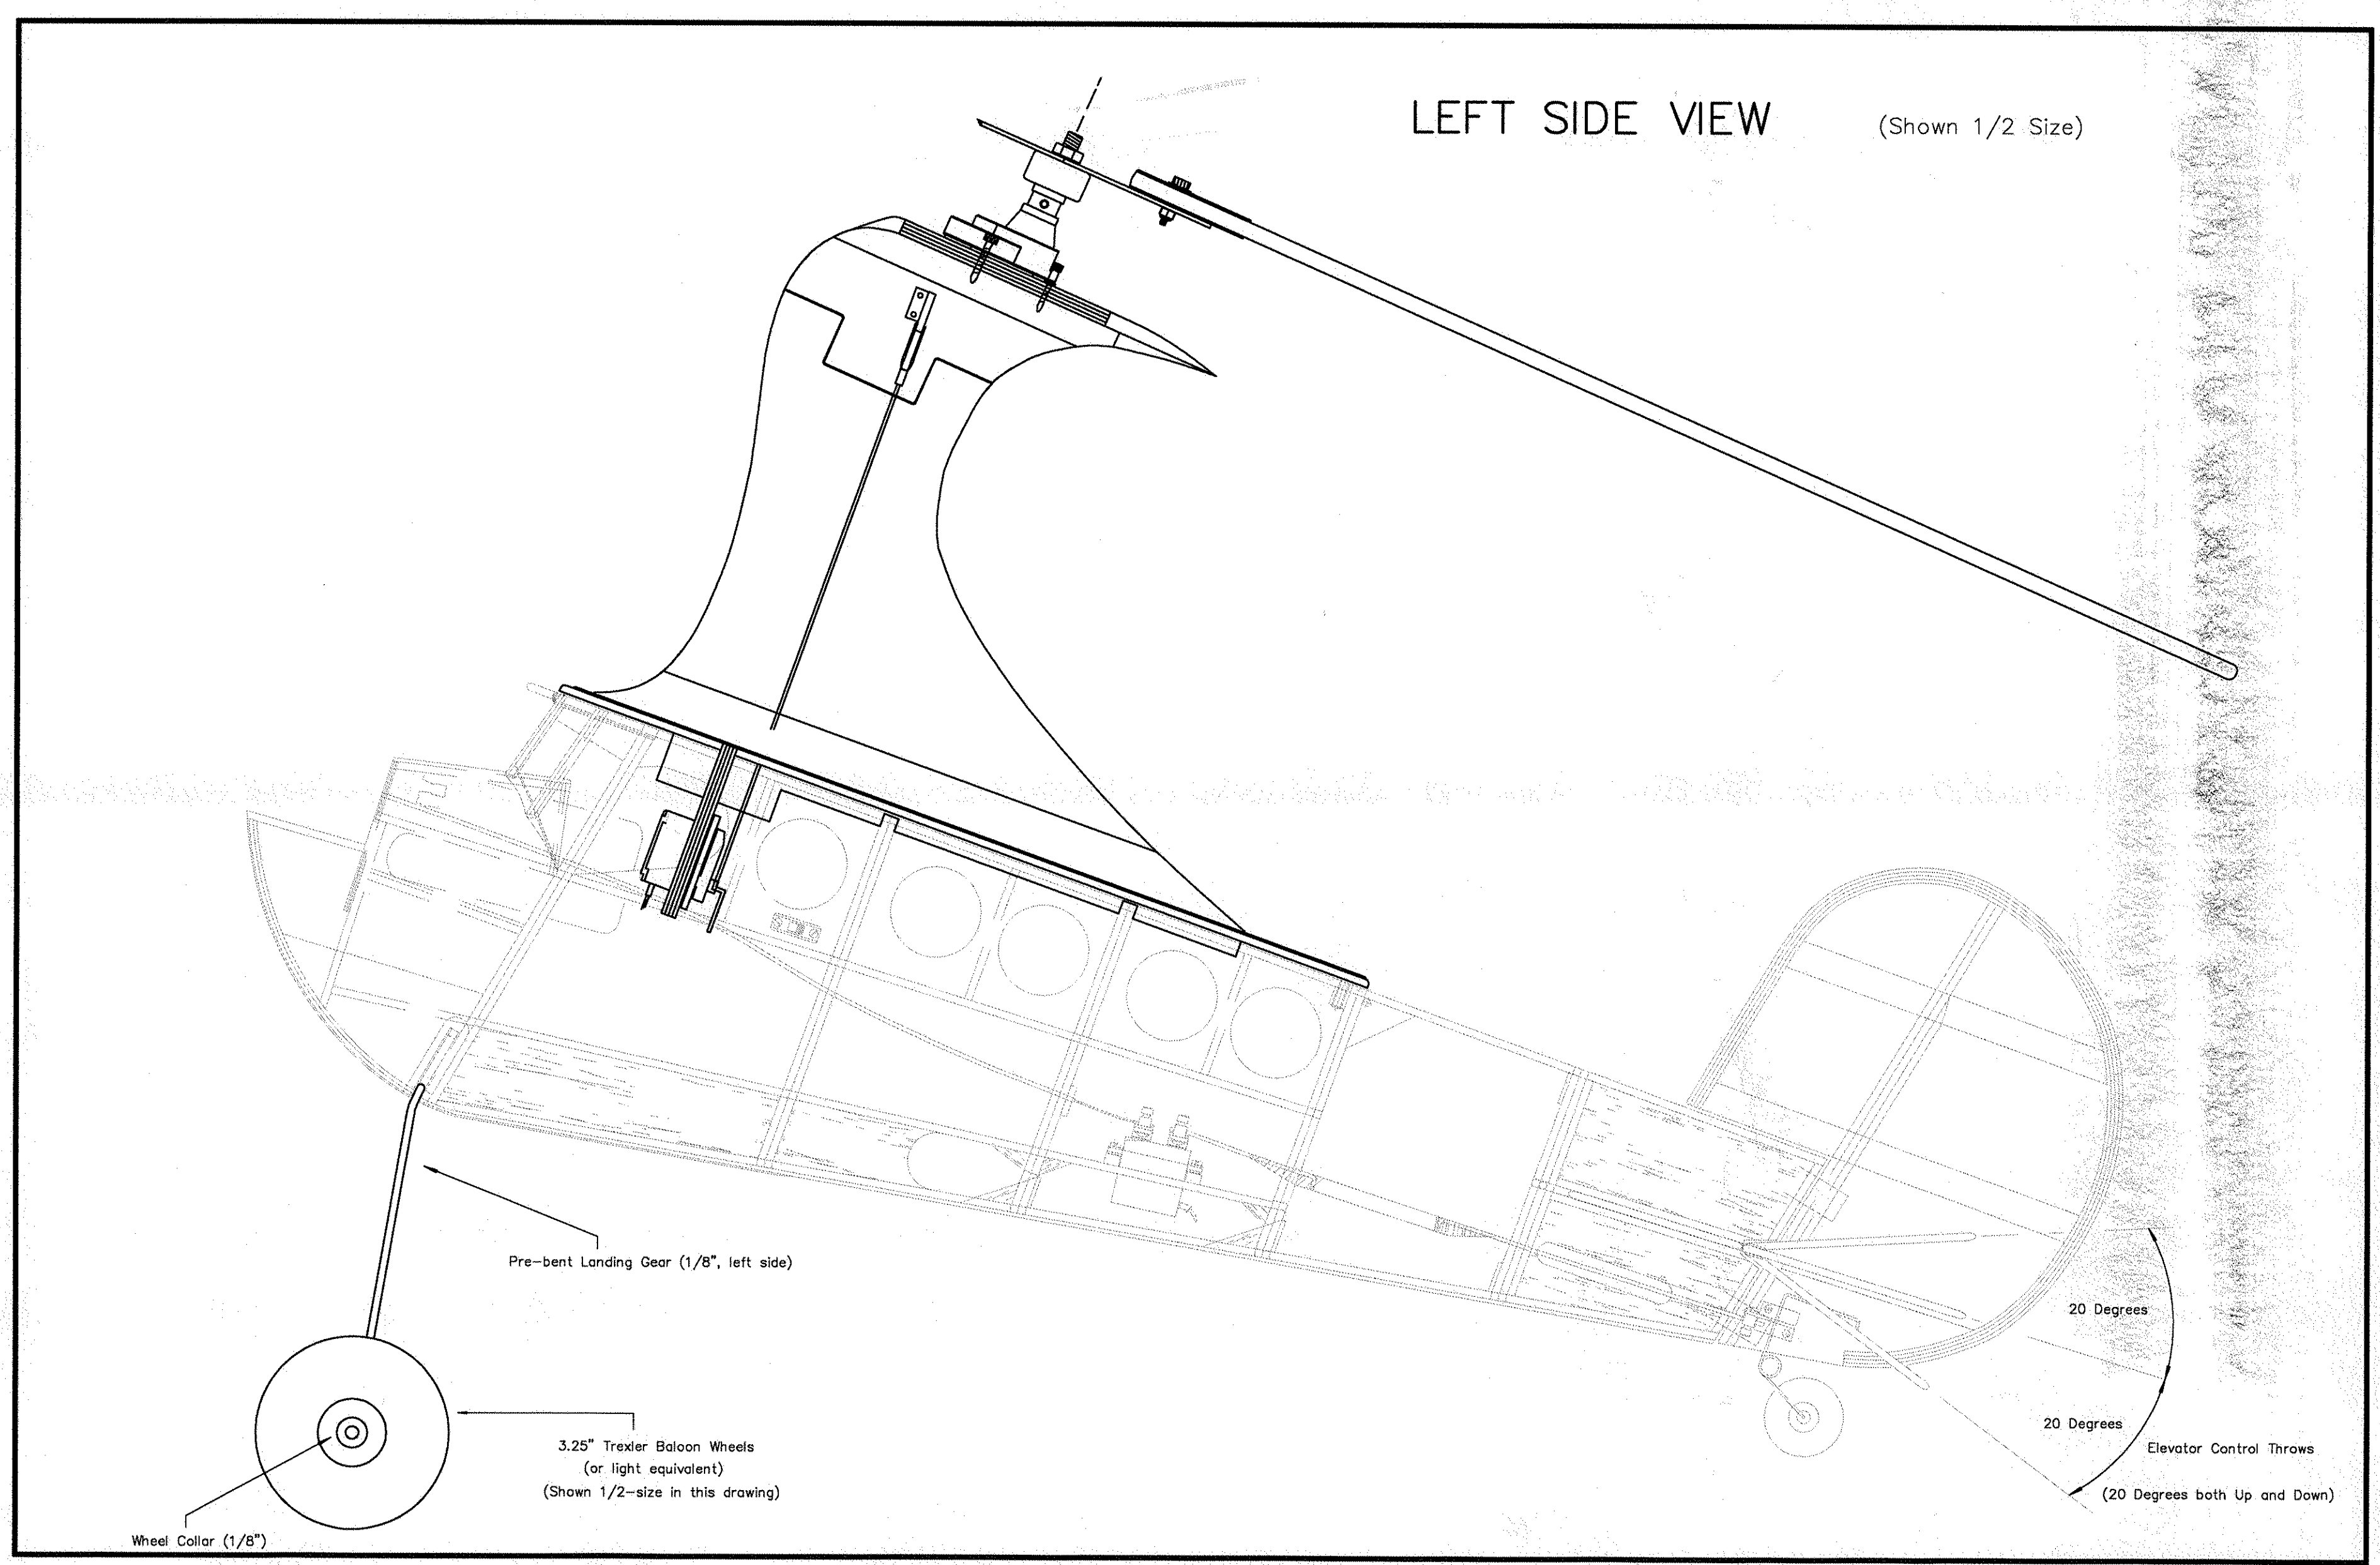 LEFT SIDE VIEW (Shown 1/2 Size)
Pre-bent Landing Gear (1/8", left side)
3.25" Trexler Baloon Wheels
(or light equivalent)
(Shown 1/2-size in this drawing)
Wheel Collar (1/8")
20 Degrees
20 Degrees
Elevator Control Throws
(20 Degrees both Up and Down)